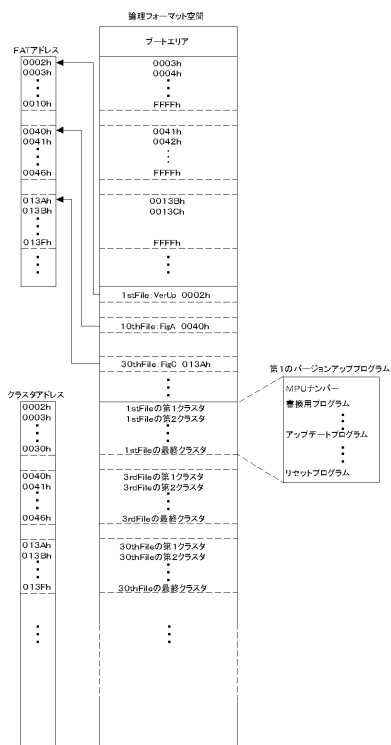 論理フォーマット空間
ブートエリア
FATアドレス
0002h
0003h
0010h
0040h
0041h
0046h
013Ah
013Bh
013Fh
0003h
0004h
FFFFh
0041h
0042h
FFFFh
0013Bh
0013Ch
FFFFh
1stFile:VerUp 0002h
10thFile:FigA 0040h
30thFile:FigC 013Ah
第1のバージョンアッププログラム
MPUナンバー
書換用プログラム
アップデートプログラム
リセットプログラム
クラスタアドレス
0002h
0003h
0030h
0040h
0041h
0046h
013Ah
013Bh
013Fh
1stFileの第1クラスタ
1stFileの第2クラスタ
1stFileの最終クラスタ
3rdFileの第1クラスタ
3rdFileの第2クラスタ
3rdFileの最終クラスタ
30thFileの第1クラスタ
30thFileの第2クラスタ
30thFileの最終クラスタ